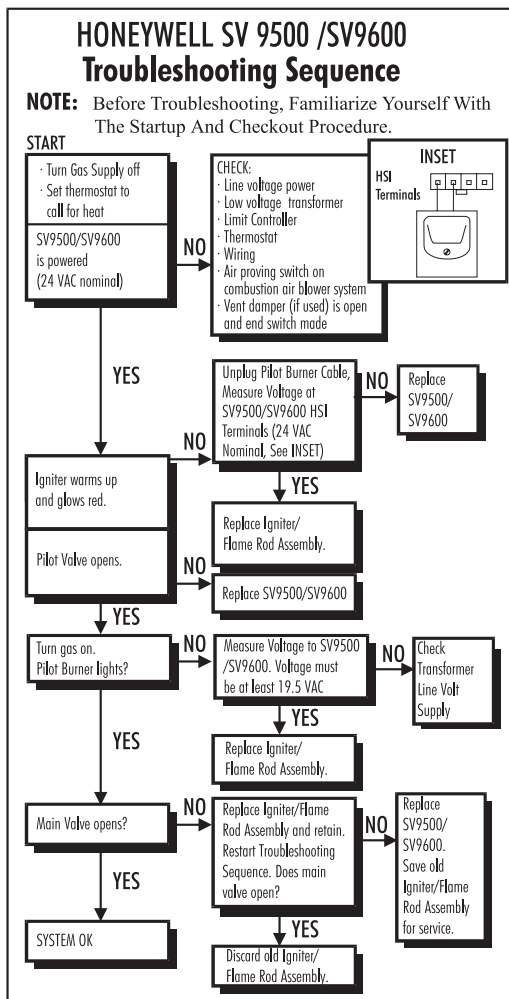 HONEYWELL SV 9500 /SV9600
Troubleshooting Sequence
NOTE: Before Troubleshooting, Familiarize Yourself With
The Startup And Checkout Procedure.
START
· Turn Gas Supply off
· Set thermostat to
call for heat
SV9500/SV9600
is powered
(24 VAC nominal)
NO
CHECK:
· Line voltage power
· Low voltage transformer
· Limit Controller
· Thermostat
· Wiring
· Air proving switch on
combustion air blower system
· Vent damper (if used) is open
and end switch made
INSET
HSI
Terminals
YES
Igniter warms up
and glows red.
NO
Unplug Pilot Burner Cable,
Measure Voltage at
SV9500/SV9600 HSI
Terminals (24 VAC
Nominal, See INSET)
NO
Replace
SV9500/
SV9600
YES
Replace Igniter/
Flame Rod Assembly.
Pilot Valve opens.
NO
Replace SV9500/SV9600
YES
Turn gas on.
Pilot Burner lights?
NO
Measure Voltage to SV9500
/SV9600. Voltage must
be at least 19.5 VAC
NO
Check
Transformer
Line Volt
Supply
YES
Replace Igniter/
Flame Rod Assembly.
YES
Main Valve opens?
NO
Replace Igniter/Flame
Rod Assembly and retain.
Restart Troubleshooting
Sequence. Does main
valve open?
NO
Replace
SV9500/
SV9600.
Save old
Igniter/Flame
Rod Assembly
for service.
YES
Discard old Igniter/
Flame Rod Assembly.
YES
SYSTEM OK